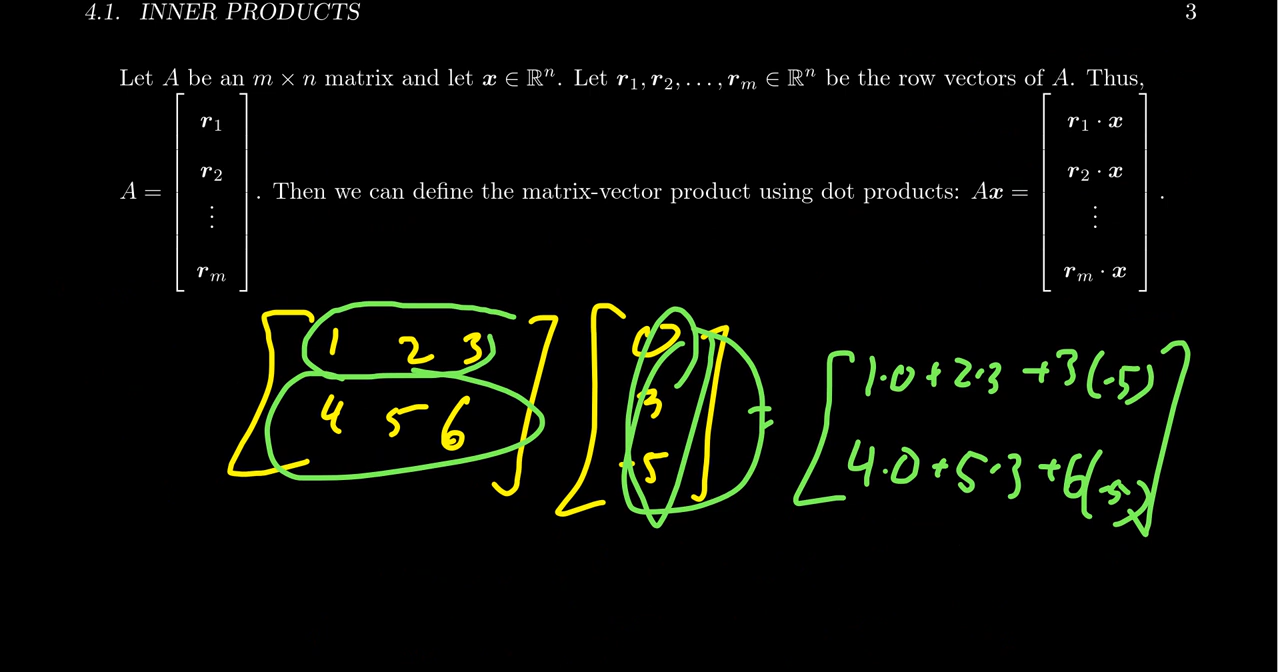 4.1. INNER PRODUCTS 3
Let A be an m × n matrix and let x ∈ ℝⁿ. Let r₁, r₂, …, rₘ ∈ ℝⁿ be the row vectors of A. Thus,
A = [ r₁ r₂ ⋮ rₘ ] . Then we can define the matrix-vector product using dot products: Ax = [ r₁ · x r₂ · x ⋮ rₘ · x ] .
[ 1 2 3 ] [ 0 ] = [ 1·0 + 2·3 + 3(-5) ]
[ 4 5 6 ] [ 3 ] [ 4·0 + 5·3 + 6(-5) ]
[ -5 ]